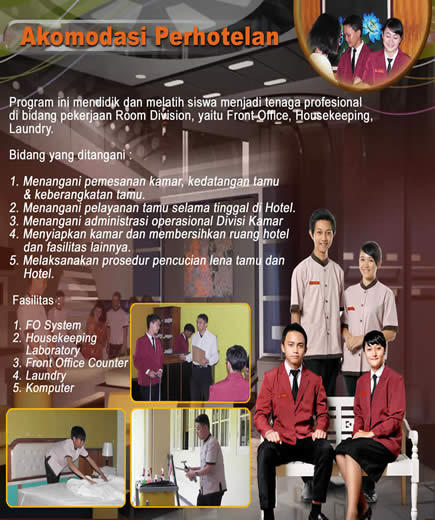 Akomodasi Perhotelan
Program ini mendidik dan melatih siswa menjadi tenaga profesional
di bidang pekerjaan Room Division, yaitu Front Office, Housekeeping,
Laundry.
Bidang yang ditangani :
1. Menangani pemesanan kamar, kedatangan tamu
& keberangkatan tamu.
2. Menangani pelayanan tamu selama tinggal di Hotel.
3. Menangani administrasi operasional Divisi Kamar
4. Menyiapkan kamar dan membersihkan ruang hotel
dan fasilitas lainnya.
5. Melaksanakan prosedur pencucian lena tamu dan
Hotel.
Fasilitas :
1. FO System
2. Housekeeping
Laboratory
3. Front Office Counter
4. Laundry
5. Komputer